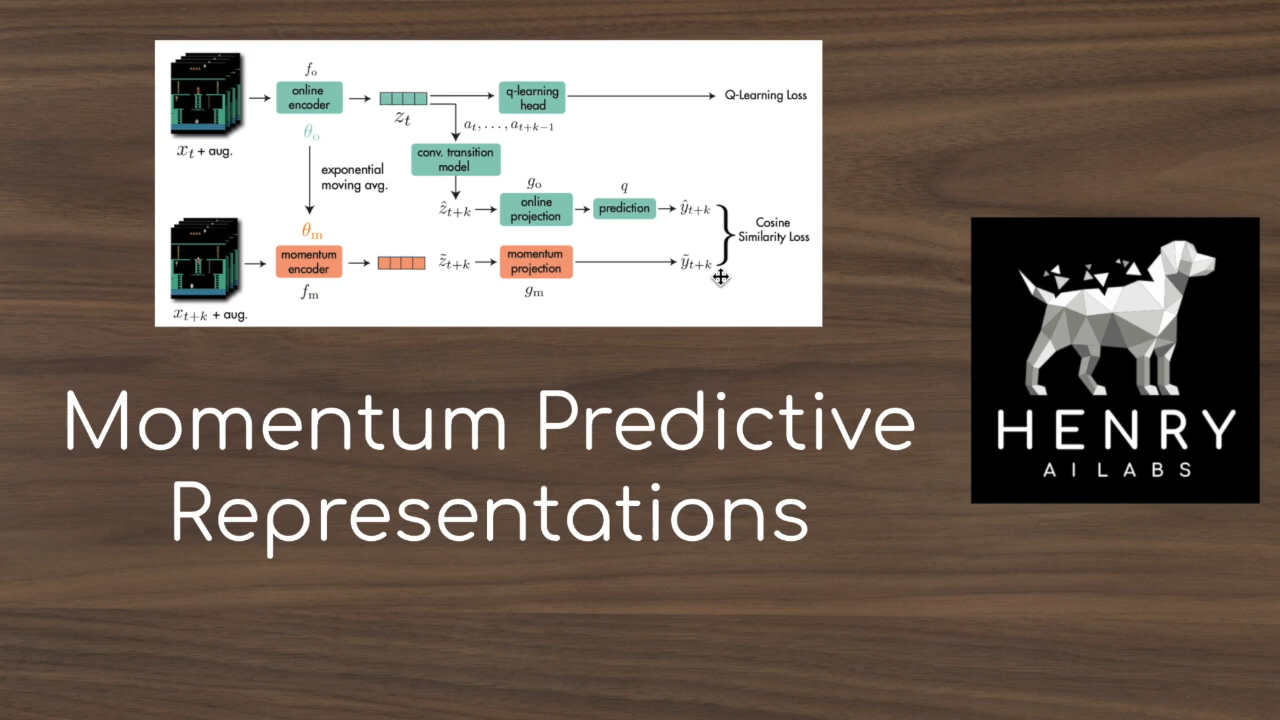 f_o
online
encoder
z_t
q-learning
head
Q-Learning Loss
θ_o
a_t, . . . , a_{t+k−1}
x_t + aug.
exponential
moving avg.
conv. transition
model
g_o
q
ẑ_{t+k}
online
projection
prediction
ŷ_{t+k}
Cosine
Similarity Loss
θ_m
momentum
encoder
z̃_{t+k}
momentum
projection
ỹ_{t+k}
f_m
g_m
x_{t+k} + aug.
Momentum Predictive
Representations
HENRY
AI LABS